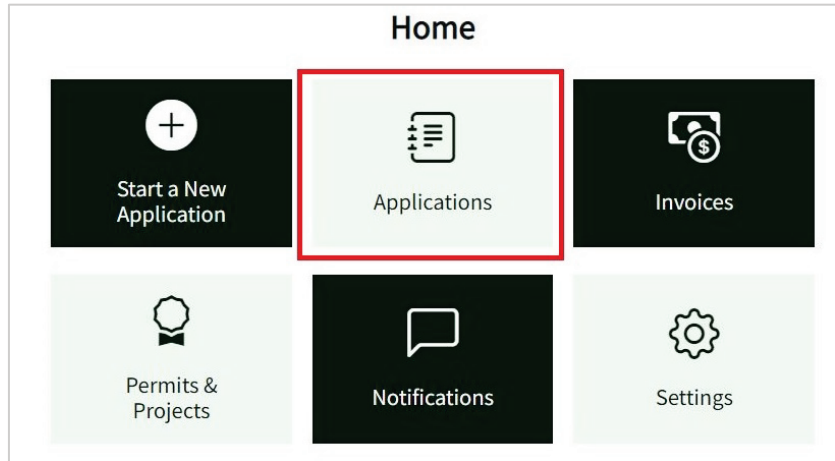 Home
Start a New
Application
Applications
Invoices
Permits &
Projects
Notifications
Settings